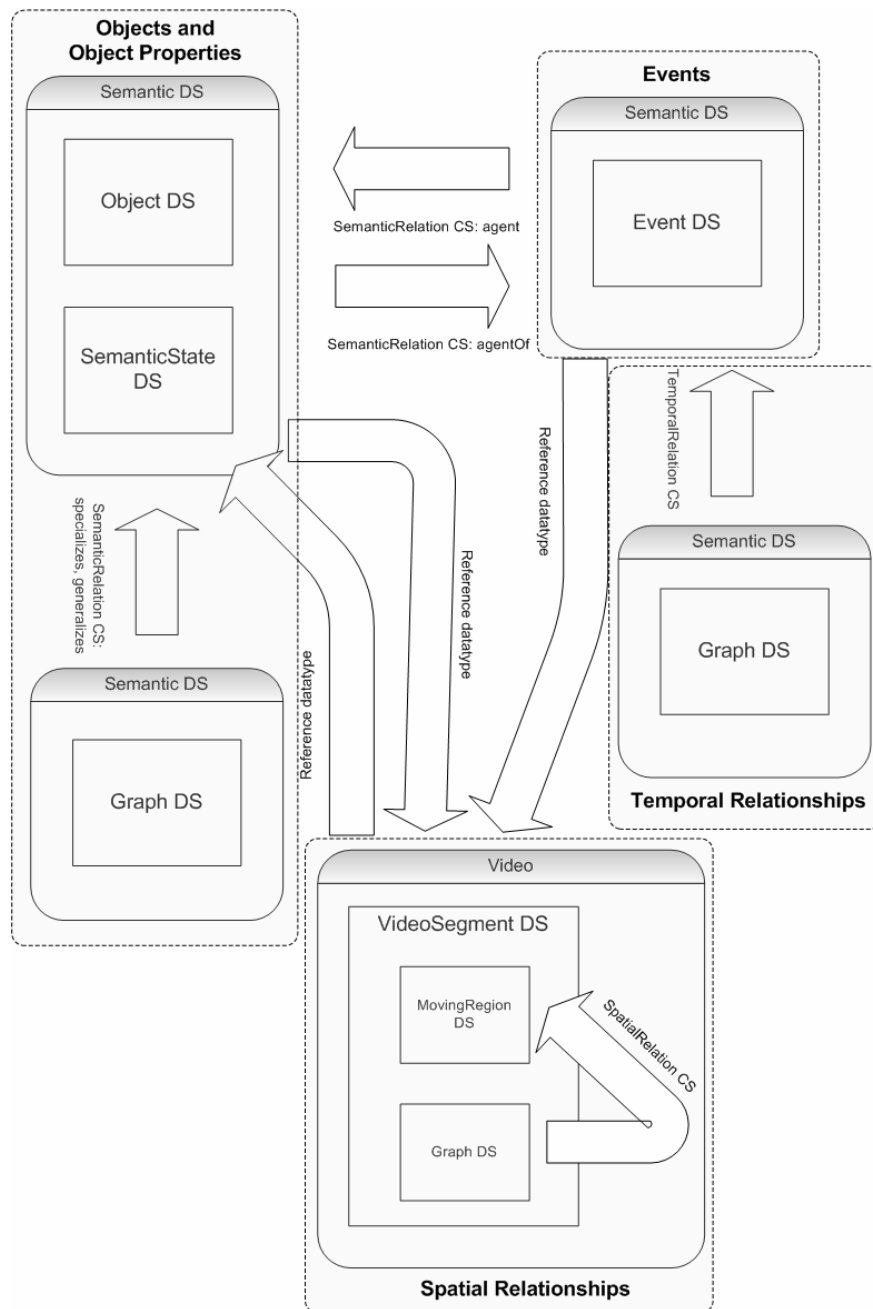 Objects and
Object Properties
Semantic DS
Object DS
SemanticState
DS
SemanticRelation CS:
specializes, generalizes
Semantic DS
Graph DS
SemanticRelation CS: agent
SemanticRelation CS: agentOf
Events
Semantic DS
Event DS
TemporalRelation CS
Semantic DS
Graph DS
Temporal Relationships
Reference datatype
Reference datatype
Reference datatype
Video
VideoSegment DS
MovingRegion
DS
SpatialRelation CS
Graph DS
Spatial Relationships